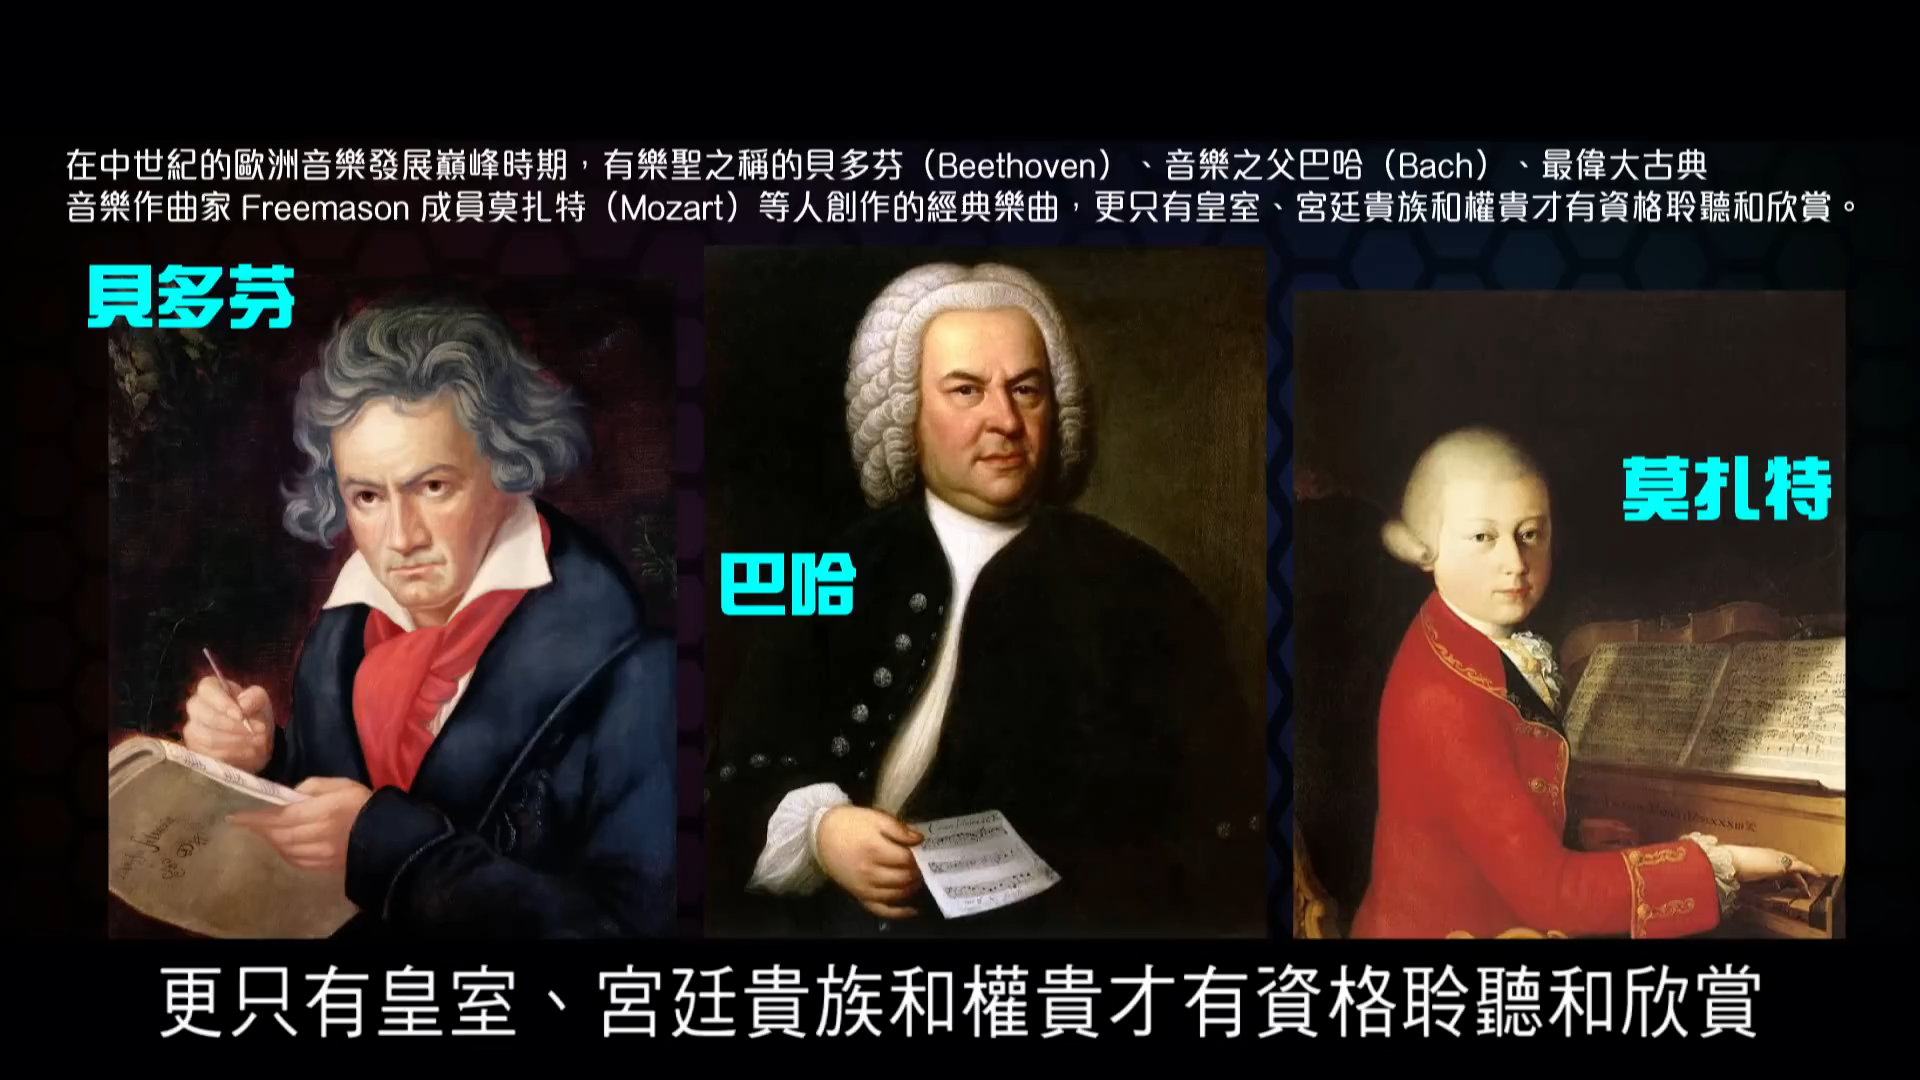 在中世紀的歐洲音樂發展巔峰時期，有樂聖之稱的貝多芬（Beethoven）、音樂之父巴哈（Bach）、最偉大古典
音樂作曲家 Freemason 成員莫扎特（Mozart）等人創作的經典樂曲，更只有皇室、宮廷貴族和權貴才有資格聆聽和欣賞。
貝多芬
巴哈
莫扎特
更只有皇室、宮廷貴族和權貴才有資格聆聽和欣賞